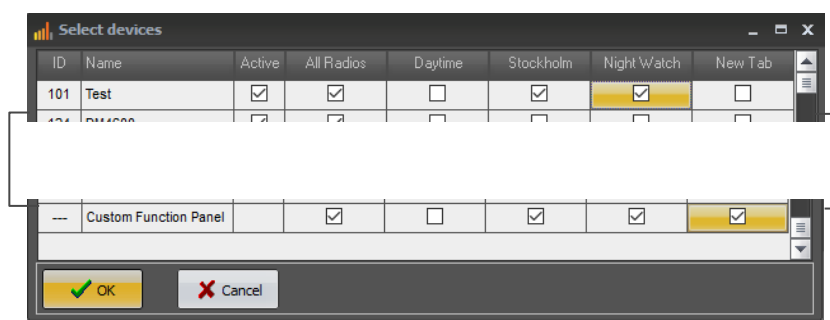 Select devices
ID Name Active All Radios Daytime Stockholm Night Watch New Tab
101 Test
--- Custom Function Panel
OK Cancel